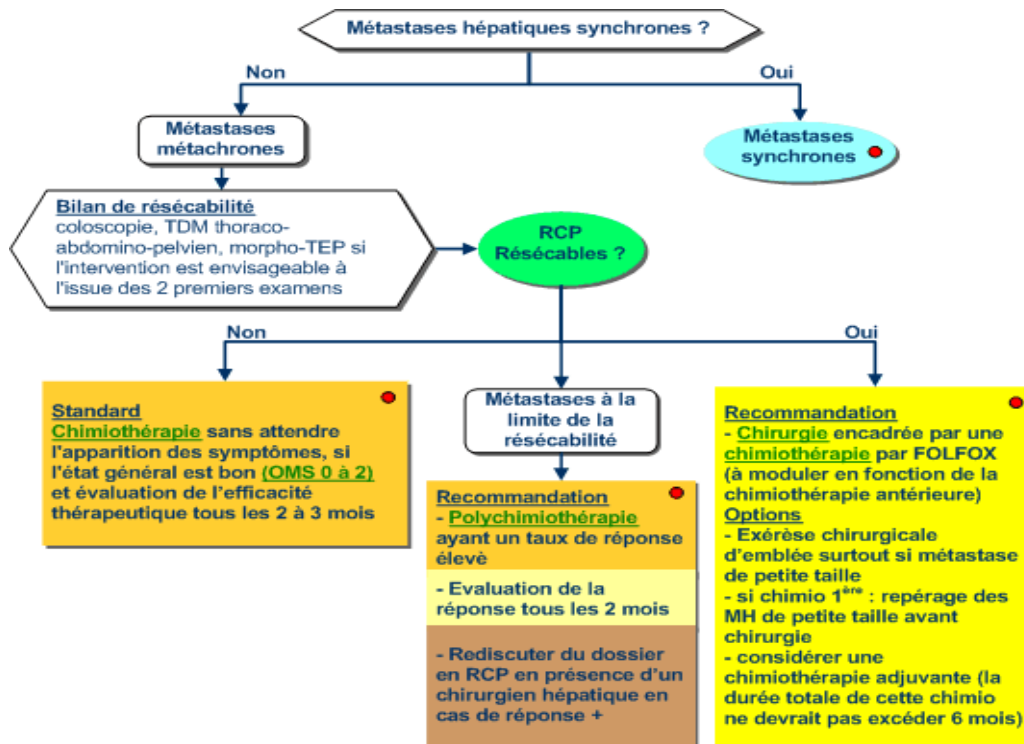 Métastases hépatiques synchrones ?
Non
Oui
Métastases
métachrones
Métastases
synchrones
Bilan de résécabilité
coloscopie, TDM thoraco-
abdomino-pelvien, morpho-TEP si
l'intervention est envisageable à
l'issue des 2 premiers examens
RCP
Résécables ?
Non
Oui
Standard
Chimiothérapie sans attendre
l'apparition des symptômes, si
l'état général est bon (OMS 0 à 2)
et évaluation de l'efficacité
thérapeutique tous les 2 à 3 mois
Métastases à la
limite de la
résécabilité
Recommandation
- Polychimiothérapie
ayant un taux de réponse
élevè
- Evaluation de la
réponse tous les 2 mois
- Rediscuter du dossier
en RCP en présence d'un
chirurgien hépatique en
cas de réponse +
Recommandation
- Chirurgie encadrée par une
chimiothérapie par FOLFOX
(à moduler en fonction de la
chimiothérapie antérieure)
Options
- Exérèse chirurgicale
d'emblée surtout si métastase
de petite taille
- si chimio 1ère : repérage des
MH de petite taille avant
chirurgie
- considérer une
chimiothérapie adjuvante (la
durée totale de cette chimio
ne devrait pas excéder 6 mois)